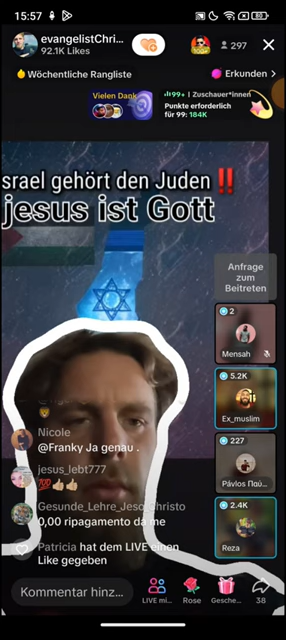 15:57
80
evangelistChri...
92.1K Likes
297
Wöchentliche Rangliste
Erkunden
Vielen Dank
99+ | Zuschauer*innen
Punkte erforderlich
für 99: 184K
srael gehört den Juden ‼️
jesus ist Gott
Anfrage
zum
Beitreten
2
Mensah
5.2K
Ex_muslim
227
Pávlos Παύ...
2.4K
Reza
Nicole
@Franky Ja genau .
jesus_lebt777
💯👍🏼👍🏼
Gesunde_Lehre_Jeso_Christo
0,00 ripagamento da me
Patricia hat dem LIVE einen
Like gegeben
Kommentar hinz...
LIVE mi...
Rose
Gesche...
38